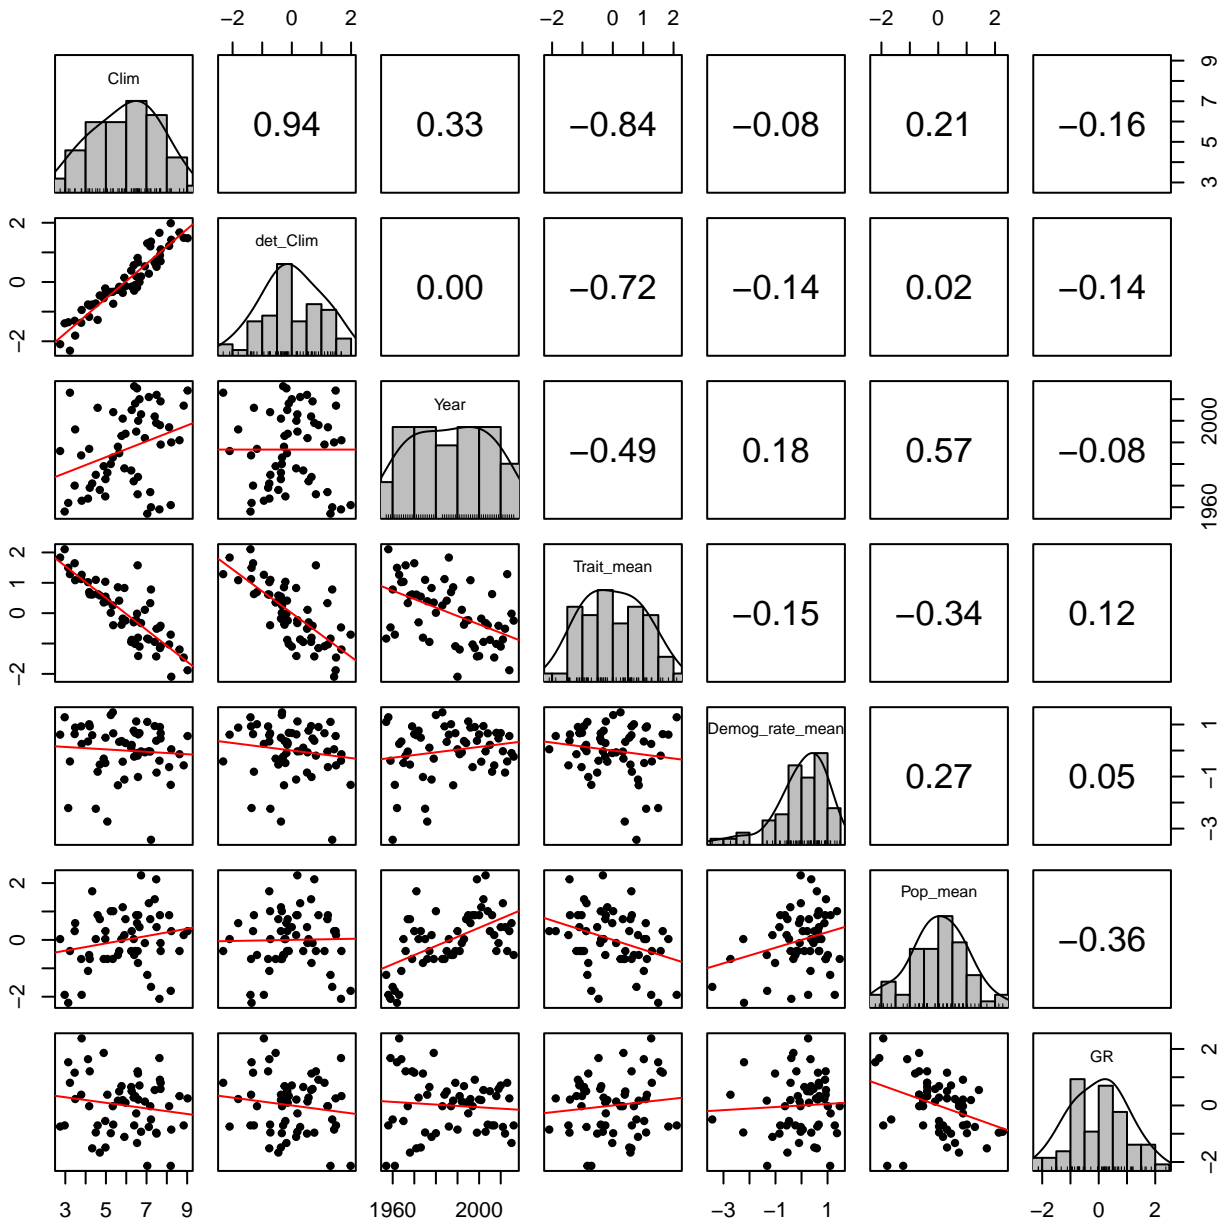 −2 0 2 −2 0 1 2 −2 0 2
Clim 0.94 0.33 −0.84 −0.08 0.21 −0.16 3 5 7 9
−2 0 2 det_Clim 0.00 −0.72 −0.14 0.02 −0.14
Year −0.49 0.18 0.57 −0.08 1960 2000
−2 0 1 2 Trait_mean −0.15 −0.34 0.12
Demog_rate_mean 0.27 0.05 −3 −1 1
−2 0 2 Pop_mean −0.36
GR −2 0 2
3 5 7 9 1960 2000 −3 −1 1 −2 0 2